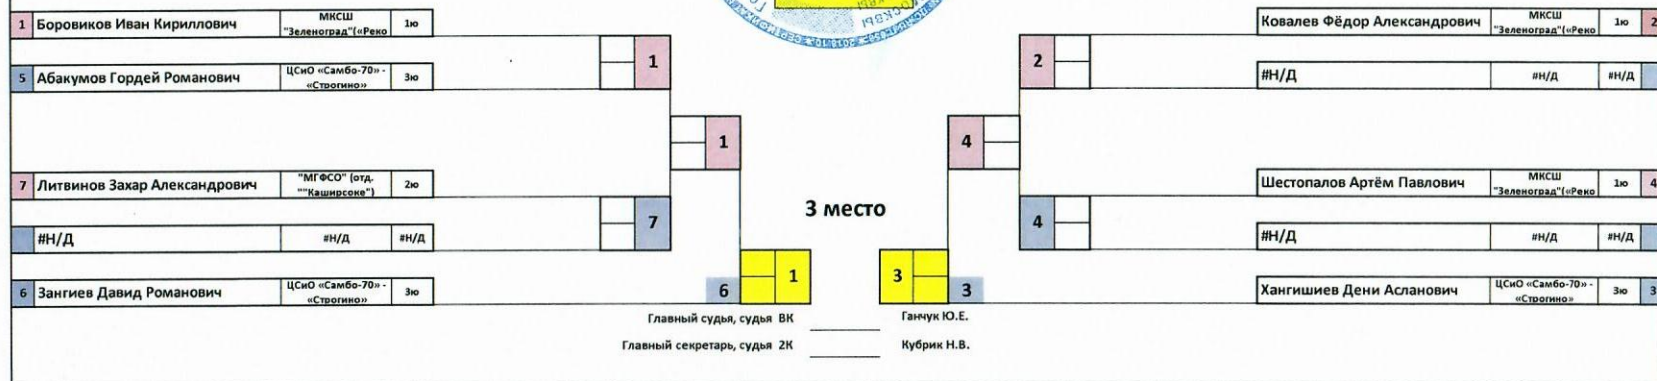 1 Боровиков Иван Кириллович МКСШ "Зеленоград"(«Реко 1ю
5 Абакумов Гордей Романович ЦСиО «Самбо-70» - «Строгино» 3ю
1
1
7 Литвинов Захар Александрович "МГФСО" (отд. ""Каширсоке") 2ю
7
#Н/Д #Н/Д #Н/Д
6 Зангиев Давид Романович ЦСиО «Самбо-70» - «Строгино» 3ю
6 1
3 место
Ковалев Фёдор Александрович МКСШ "Зеленоград"(«Реко 1ю 2
2
#Н/Д #Н/Д #Н/Д
4
Шестопалов Артём Павлович МКСШ "Зеленоград"(«Реко 1ю 4
4
#Н/Д #Н/Д #Н/Д
3 3
Хангишиев Дени Асланович ЦСиО «Самбо-70» - «Строгино» 3ю 3
Главный судья, судья ВК Ганчук Ю.Е.
Главный секретарь, судья 2К Кубрик Н.В.